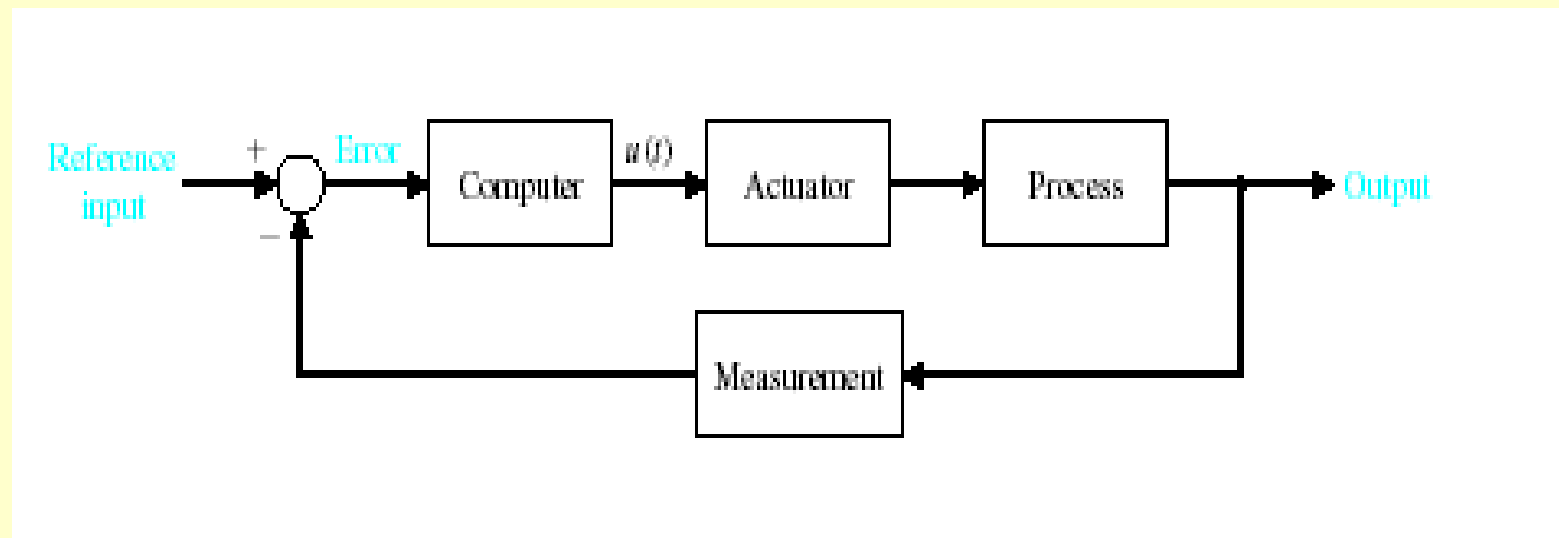 Reference
input
+
−
Error
Computer
u(t)
Actuator
Process
Output
Measurement